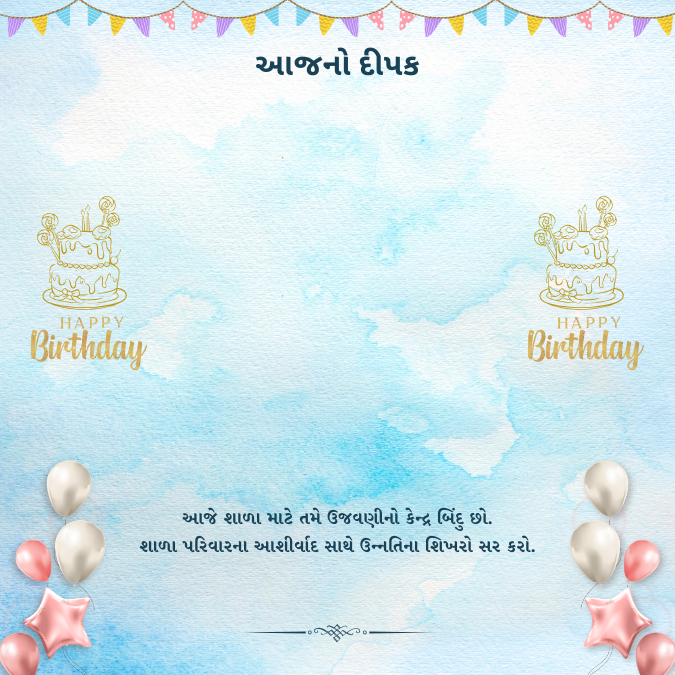 આજનો દીપક
HAPPY
Birthday
HAPPY
Birthday
આજે શાળા માટે તમે ઉજવણીનો કેન્દ્ર બિંદુ છો.
શાળા પરિવારના આશીર્વાદ સાથે ઉન્નતિના શિખરો સર કરો.